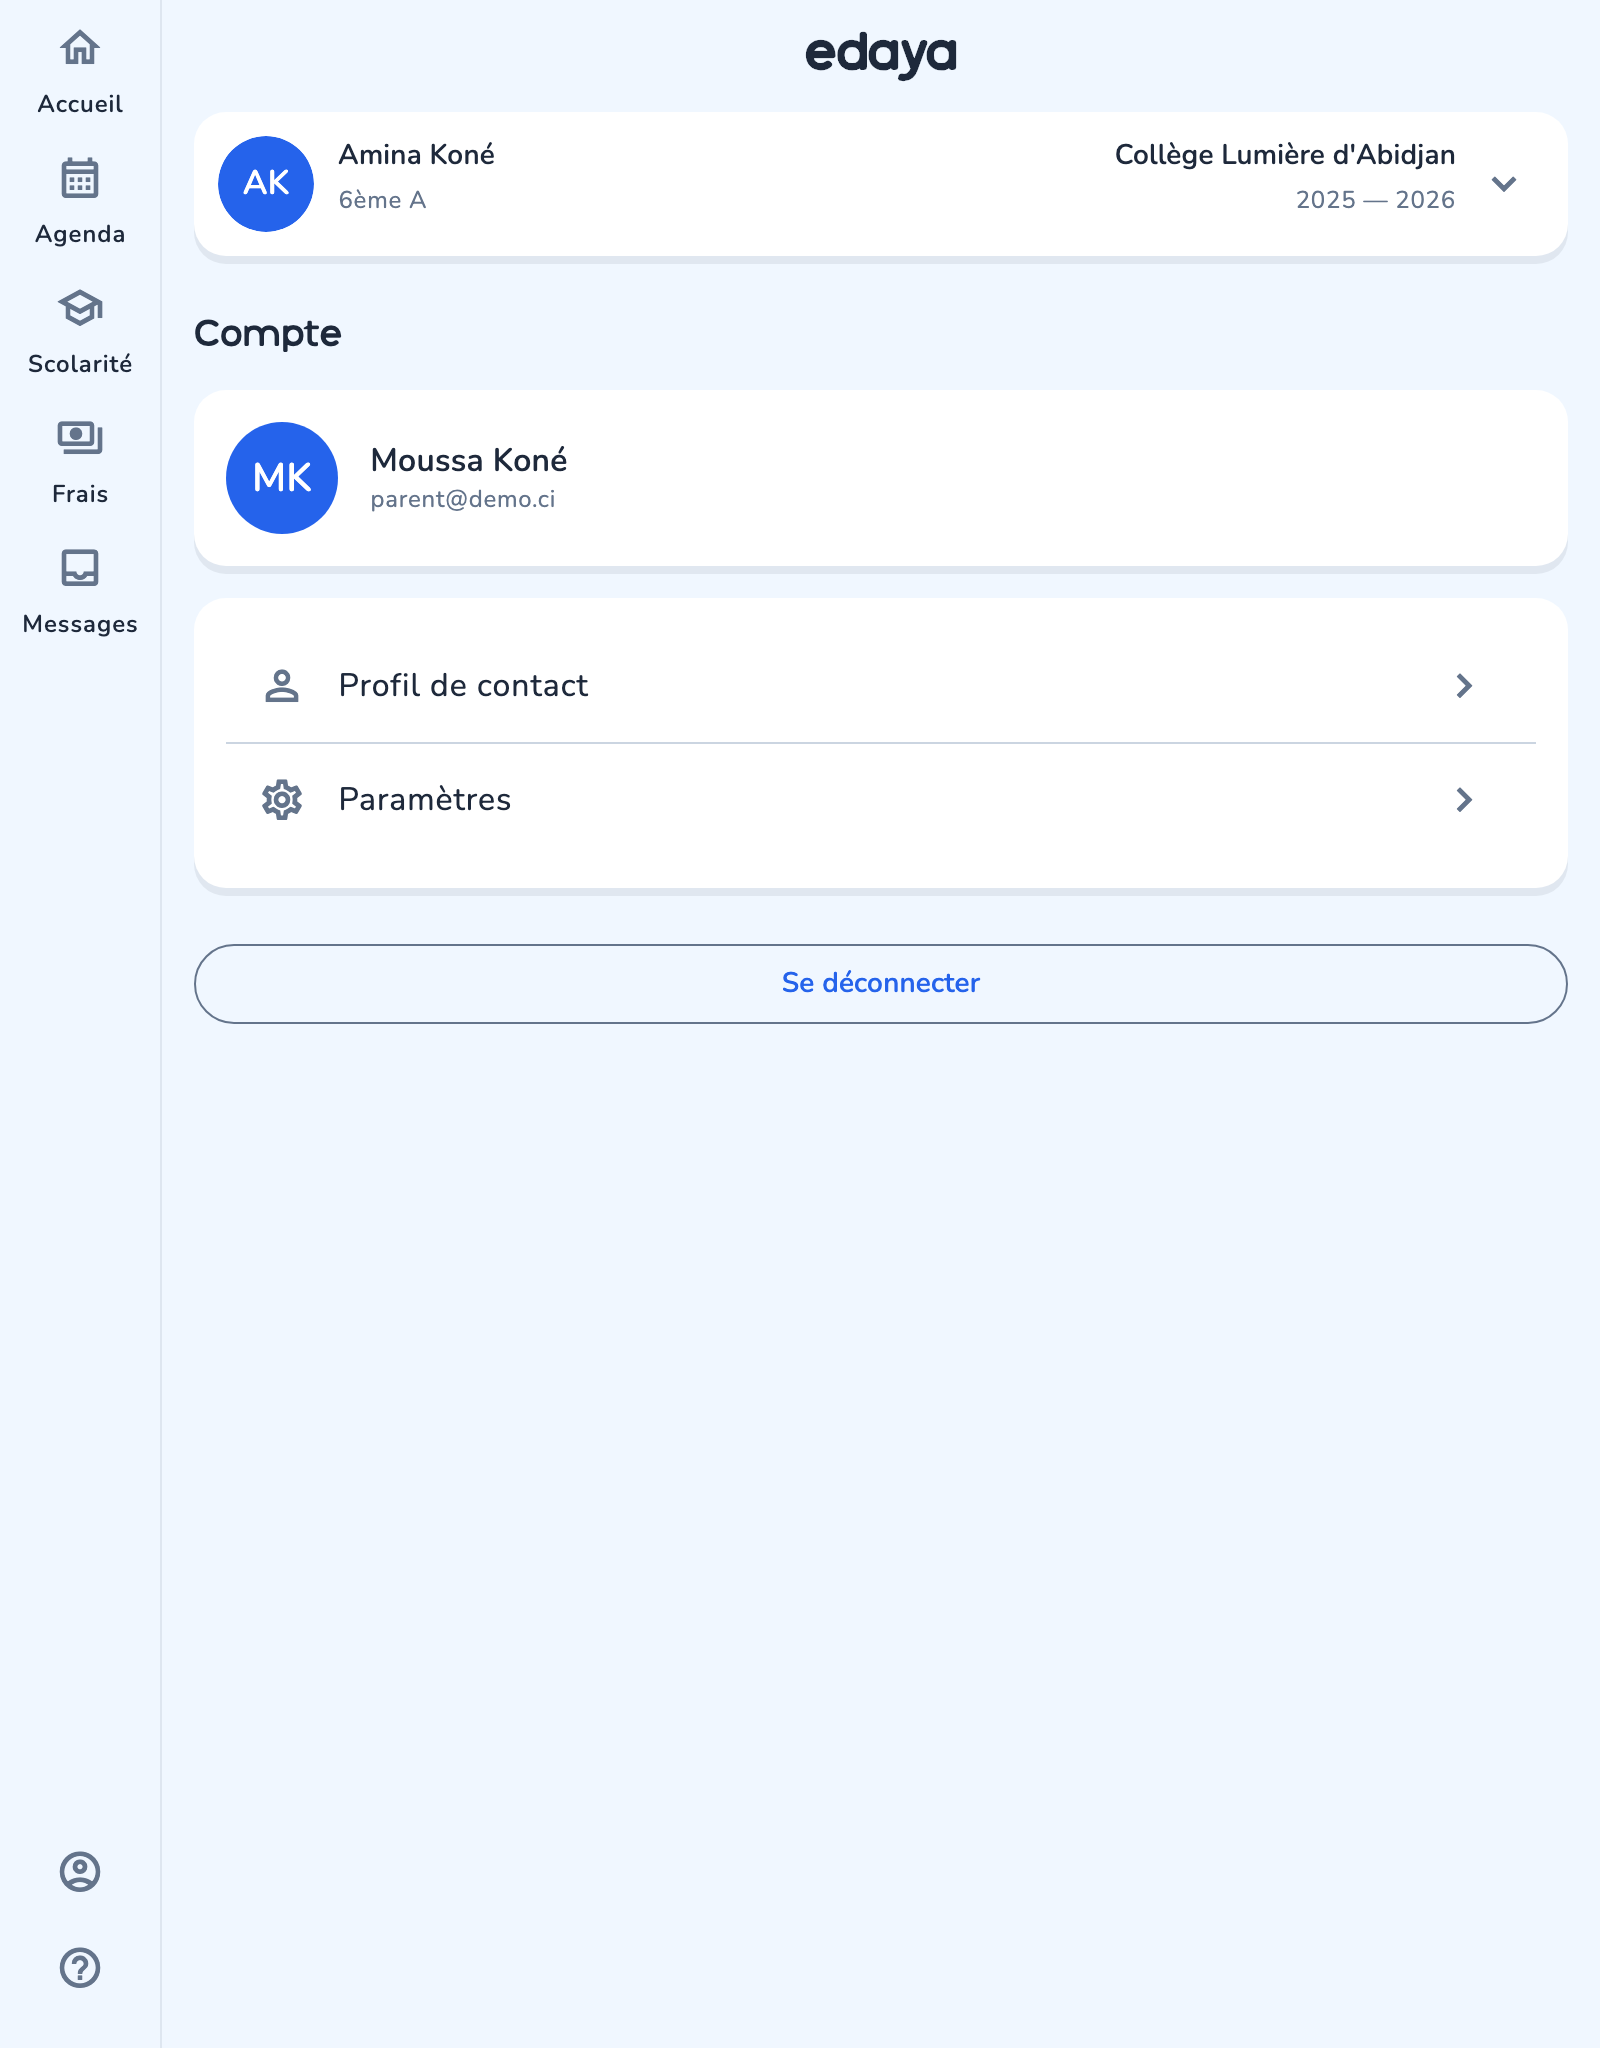 edaya
Accueil
Agenda
Scolarité
Frais
Messages
AK
Amina Koné
6ème A
Collège Lumière d'Abidjan
2025 — 2026
Compte
MK
Moussa Koné
parent@demo.ci
Profil de contact
Paramètres
Se déconnecter